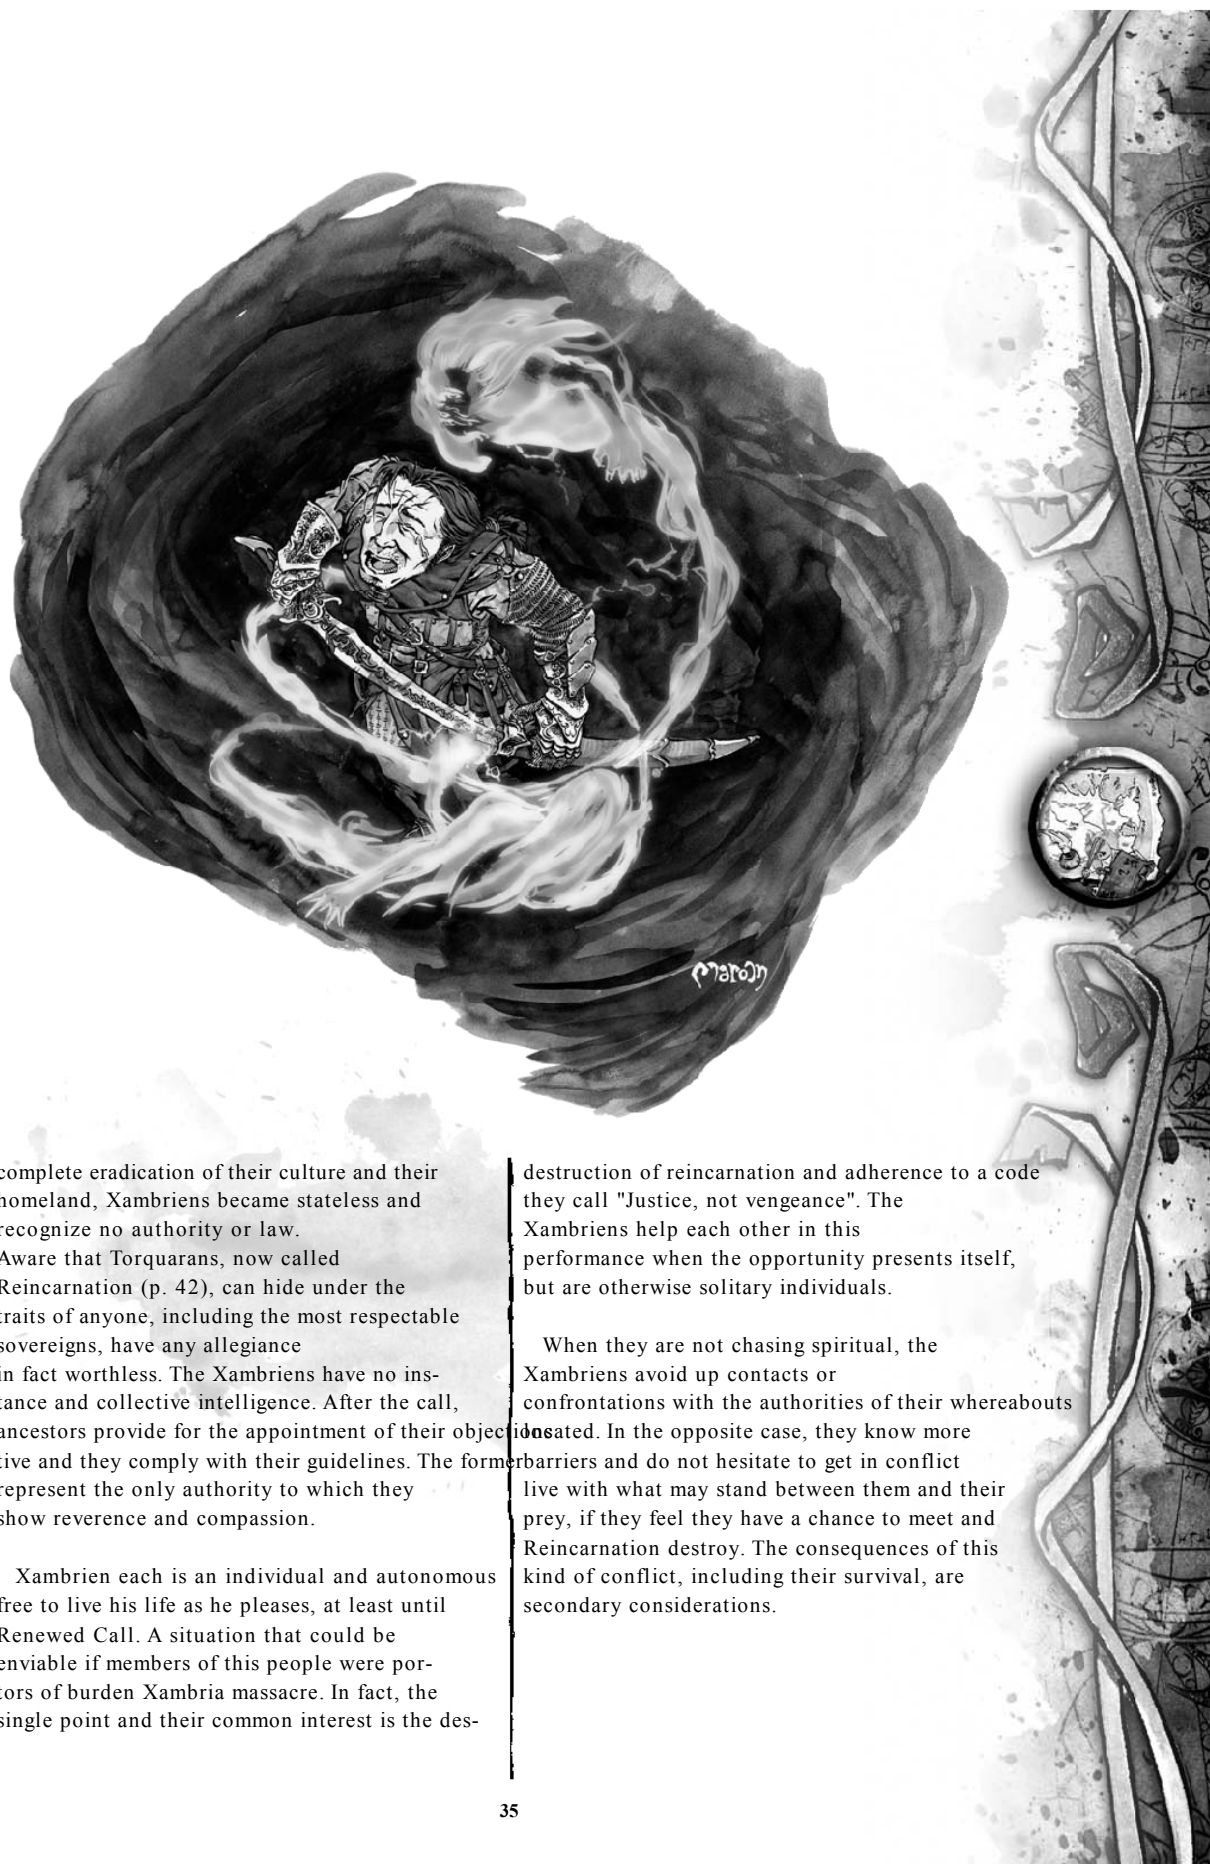 Maroan
complete eradication of their culture and their
homeland, Xambriens became stateless and
recognize no authority or law.
Aware that Torquarans, now called
Reincarnation (p. 42), can hide under the
traits of anyone, including the most respectable
sovereigns, have any allegiance
in fact worthless. The Xambriens have no ins-
tance and collective intelligence. After the call,
ancestors provide for the appointment of their objections
tive and they comply with their guidelines. The former
represent the only authority to which they
show reverence and compassion.
Xambrien each is an individual and autonomous
free to live his life as he pleases, at least until
Renewed Call. A situation that could be
enviable if members of this people were por-
tors of burden Xambria massacre. In fact, the
single point and their common interest is the des-
destruction of reincarnation and adherence to a code
they call "Justice, not vengeance". The
Xambriens help each other in this
performance when the opportunity presents itself,
but are otherwise solitary individuals.
When they are not chasing spiritual, the
Xambriens avoid up contacts or
confrontations with the authorities of their whereabouts
located. In the opposite case, they know more
barriers and do not hesitate to get in conflict
live with what may stand between them and their
prey, if they feel they have a chance to meet and
Reincarnation destroy. The consequences of this
kind of conflict, including their survival, are
secondary considerations.
35